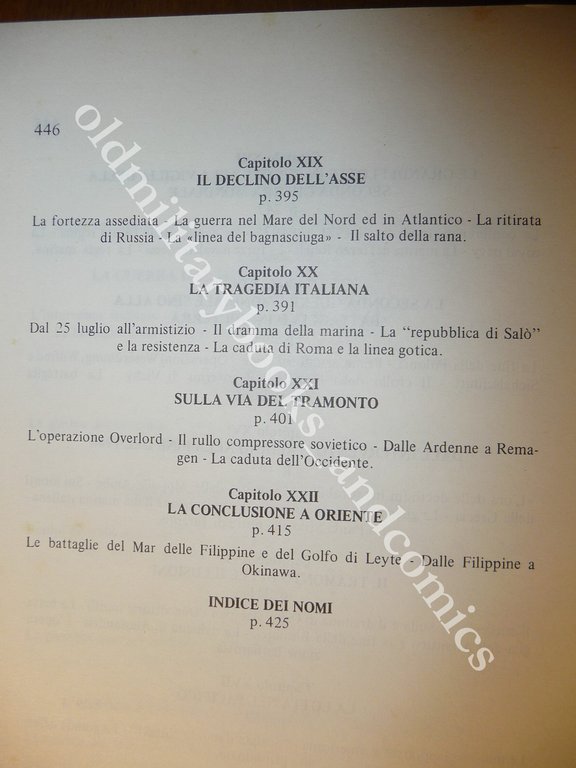 446
Capitolo XIX
IL DECLINO DELL'ASSE
p. 395
La fortezza assediata - La guerra nel Mare del Nord ed in Atlantico - La ritirata
di Russia - La «linea del bagnasciuga» - Il salto della rana.
Capitolo XX
LA TRAGEDIA ITALIANA
p. 391
Dal 25 luglio all'armistizio - Il dramma della marina - La "repubblica di Salò"
e la resistenza - La caduta di Roma e la linea gotica.
Capitolo XXI
SULLA VIA DEL TRAMONTO
p. 401
L'operazione Overlord - Il rullo compressore sovietico - Dalle Ardenne a Rema-
gen - La caduta dell'Occidente.
Capitolo XXII
LA CONCLUSIONE A ORIENTE
p. 415
Le battaglie del Mar delle Filippine e del Golfo di Leyte - Dalle Filippine a
Okinawa.
INDICE DEI NOMI
p. 425
oldmilitarybooks_andcomics